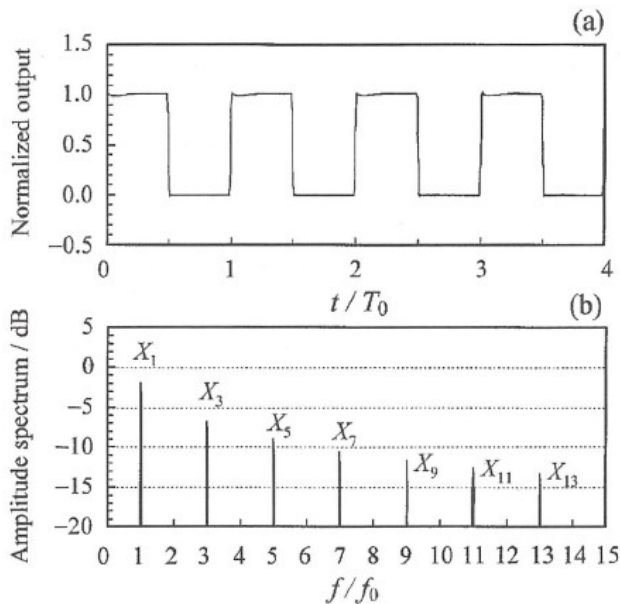 (a)
Normalized output
1.5
1.0
0.5
0.0
−0.5
0 1 2 3 4
t / T₀
(b)
Amplitude spectrum / dB
5
0
−5
−10
−15
−20
X₁
X₃
X₅
X₇
X₉
X₁₁
X₁₃
0 1 2 3 4 5 6 7 8 9 10 11 12 13 14 15
f / f₀